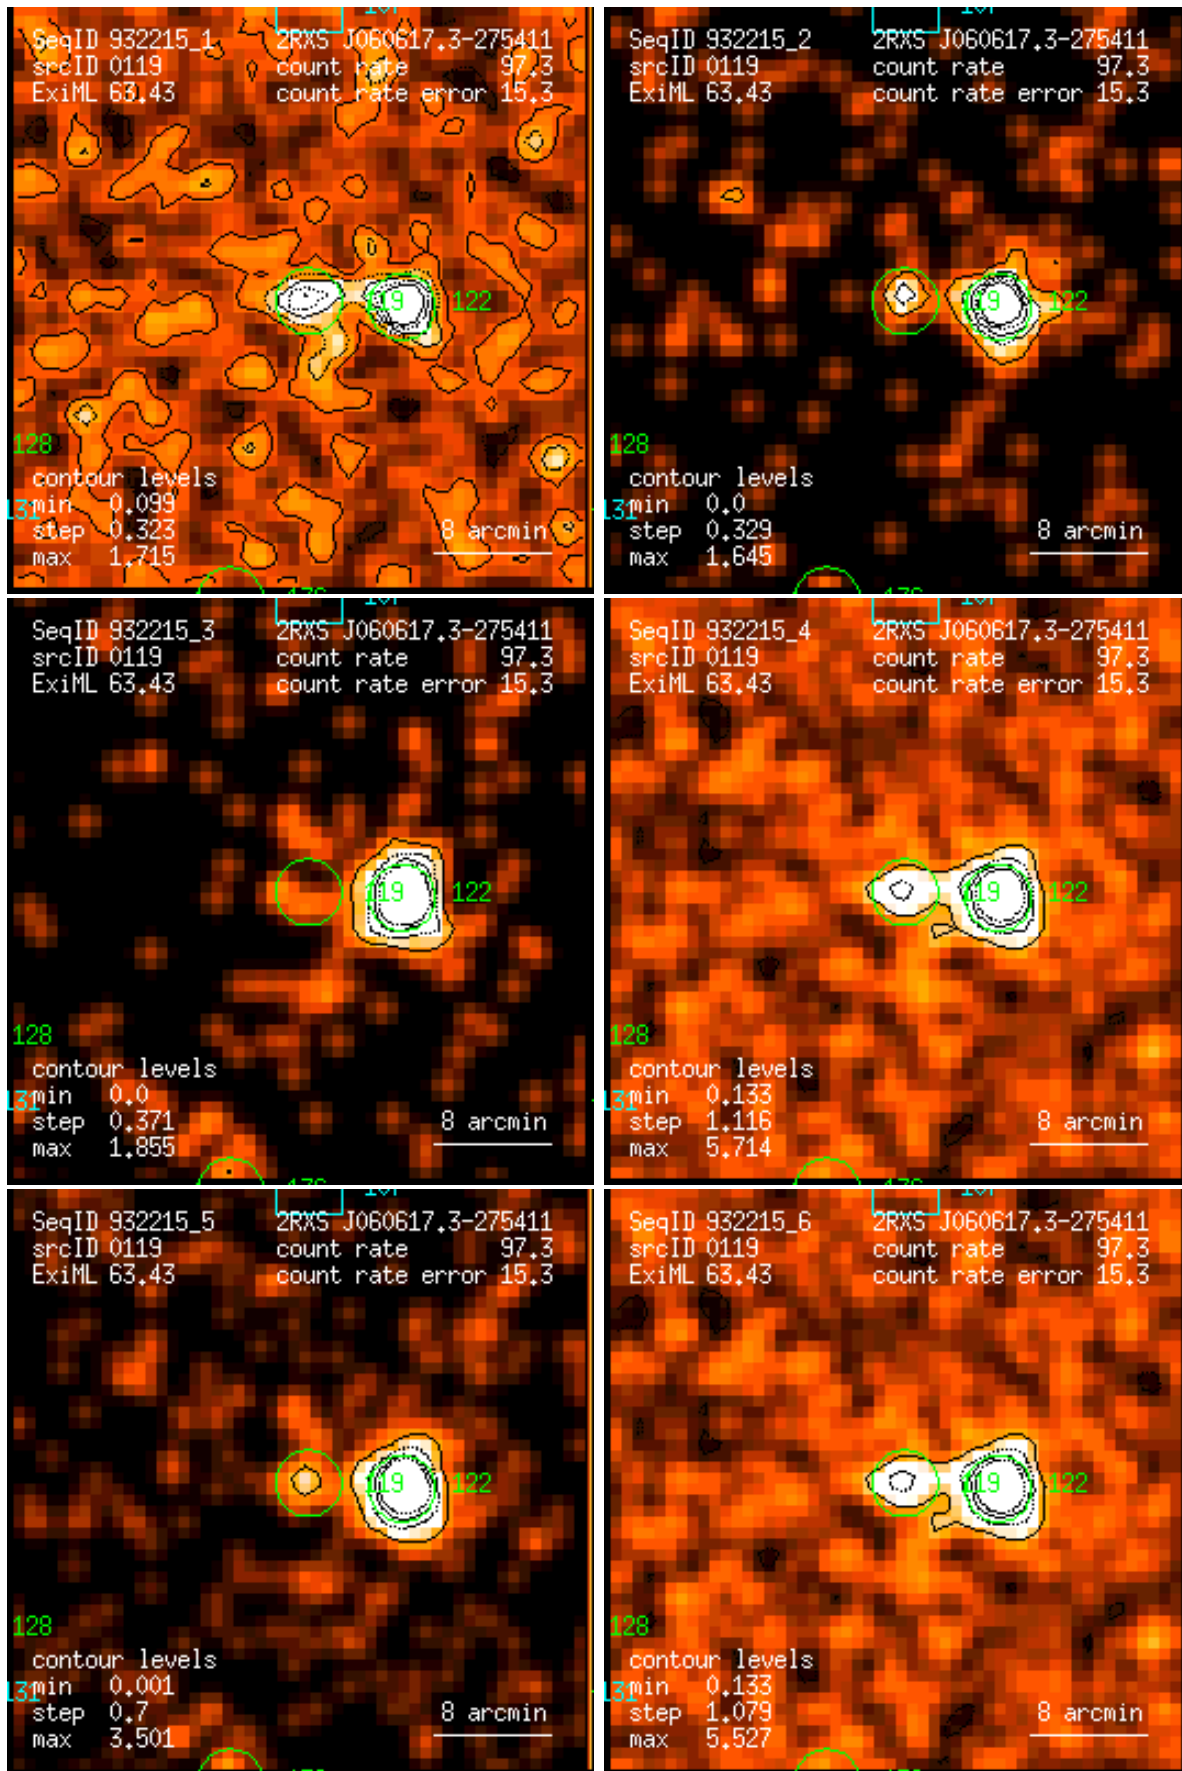 SeqID 932215_1 2RXS J060617.3-275411
srcID 0119 count rate 97.3
ExiML 63.43 count rate error 15.3
119 122
128
contour levels
131
min 0.099
step 0.323 8 arcmin
max 1.715
SeqID 932215_2 2RXS J060617.3-275411
srcID 0119 count rate 97.3
ExiML 63.43 count rate error 15.3
119 122
128
contour levels
131
min 0.0
step 0.329 8 arcmin
max 1.645
SeqID 932215_3 2RXS J060617.3-275411
srcID 0119 count rate 97.3
ExiML 63.43 count rate error 15.3
119 122
128
contour levels
131
min 0.0
step 0.371 8 arcmin
max 1.855
SeqID 932215_4 2RXS J060617.3-275411
srcID 0119 count rate 97.3
ExiML 63.43 count rate error 15.3
119 122
128
contour levels
131
min 0.133
step 1.116 8 arcmin
max 5.714
SeqID 932215_5 2RXS J060617.3-275411
srcID 0119 count rate 97.3
ExiML 63.43 count rate error 15.3
119 122
128
contour levels
131
min 0.001
step 0.7 8 arcmin
max 3.501
SeqID 932215_6 2RXS J060617.3-275411
srcID 0119 count rate 97.3
ExiML 63.43 count rate error 15.3
119 122
128
contour levels
131
min 0.133
step 1.079 8 arcmin
max 5.527